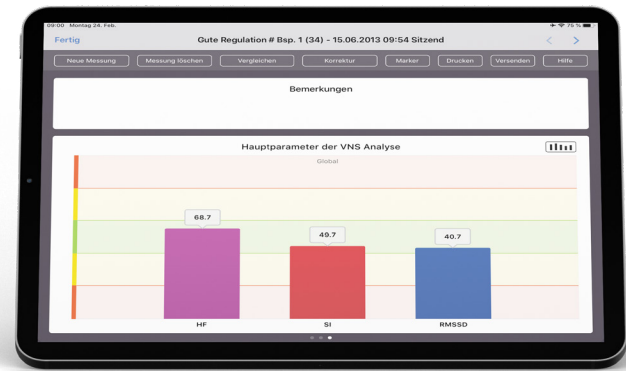 09:00 Montag 24. Feb.
75 %
Fertig
Gute Regulation # Bsp. 1 (34) - 15.06.2013 09:54 Sitzend
Neue Messung
Messung löschen
Vergleichen
Korrektur
Marker
Drucken
Versenden
Hilfe
Bemerkungen
Hauptparameter der VNS Analyse
Global
68.7
49.7
40.7
HF
SI
RMSSD